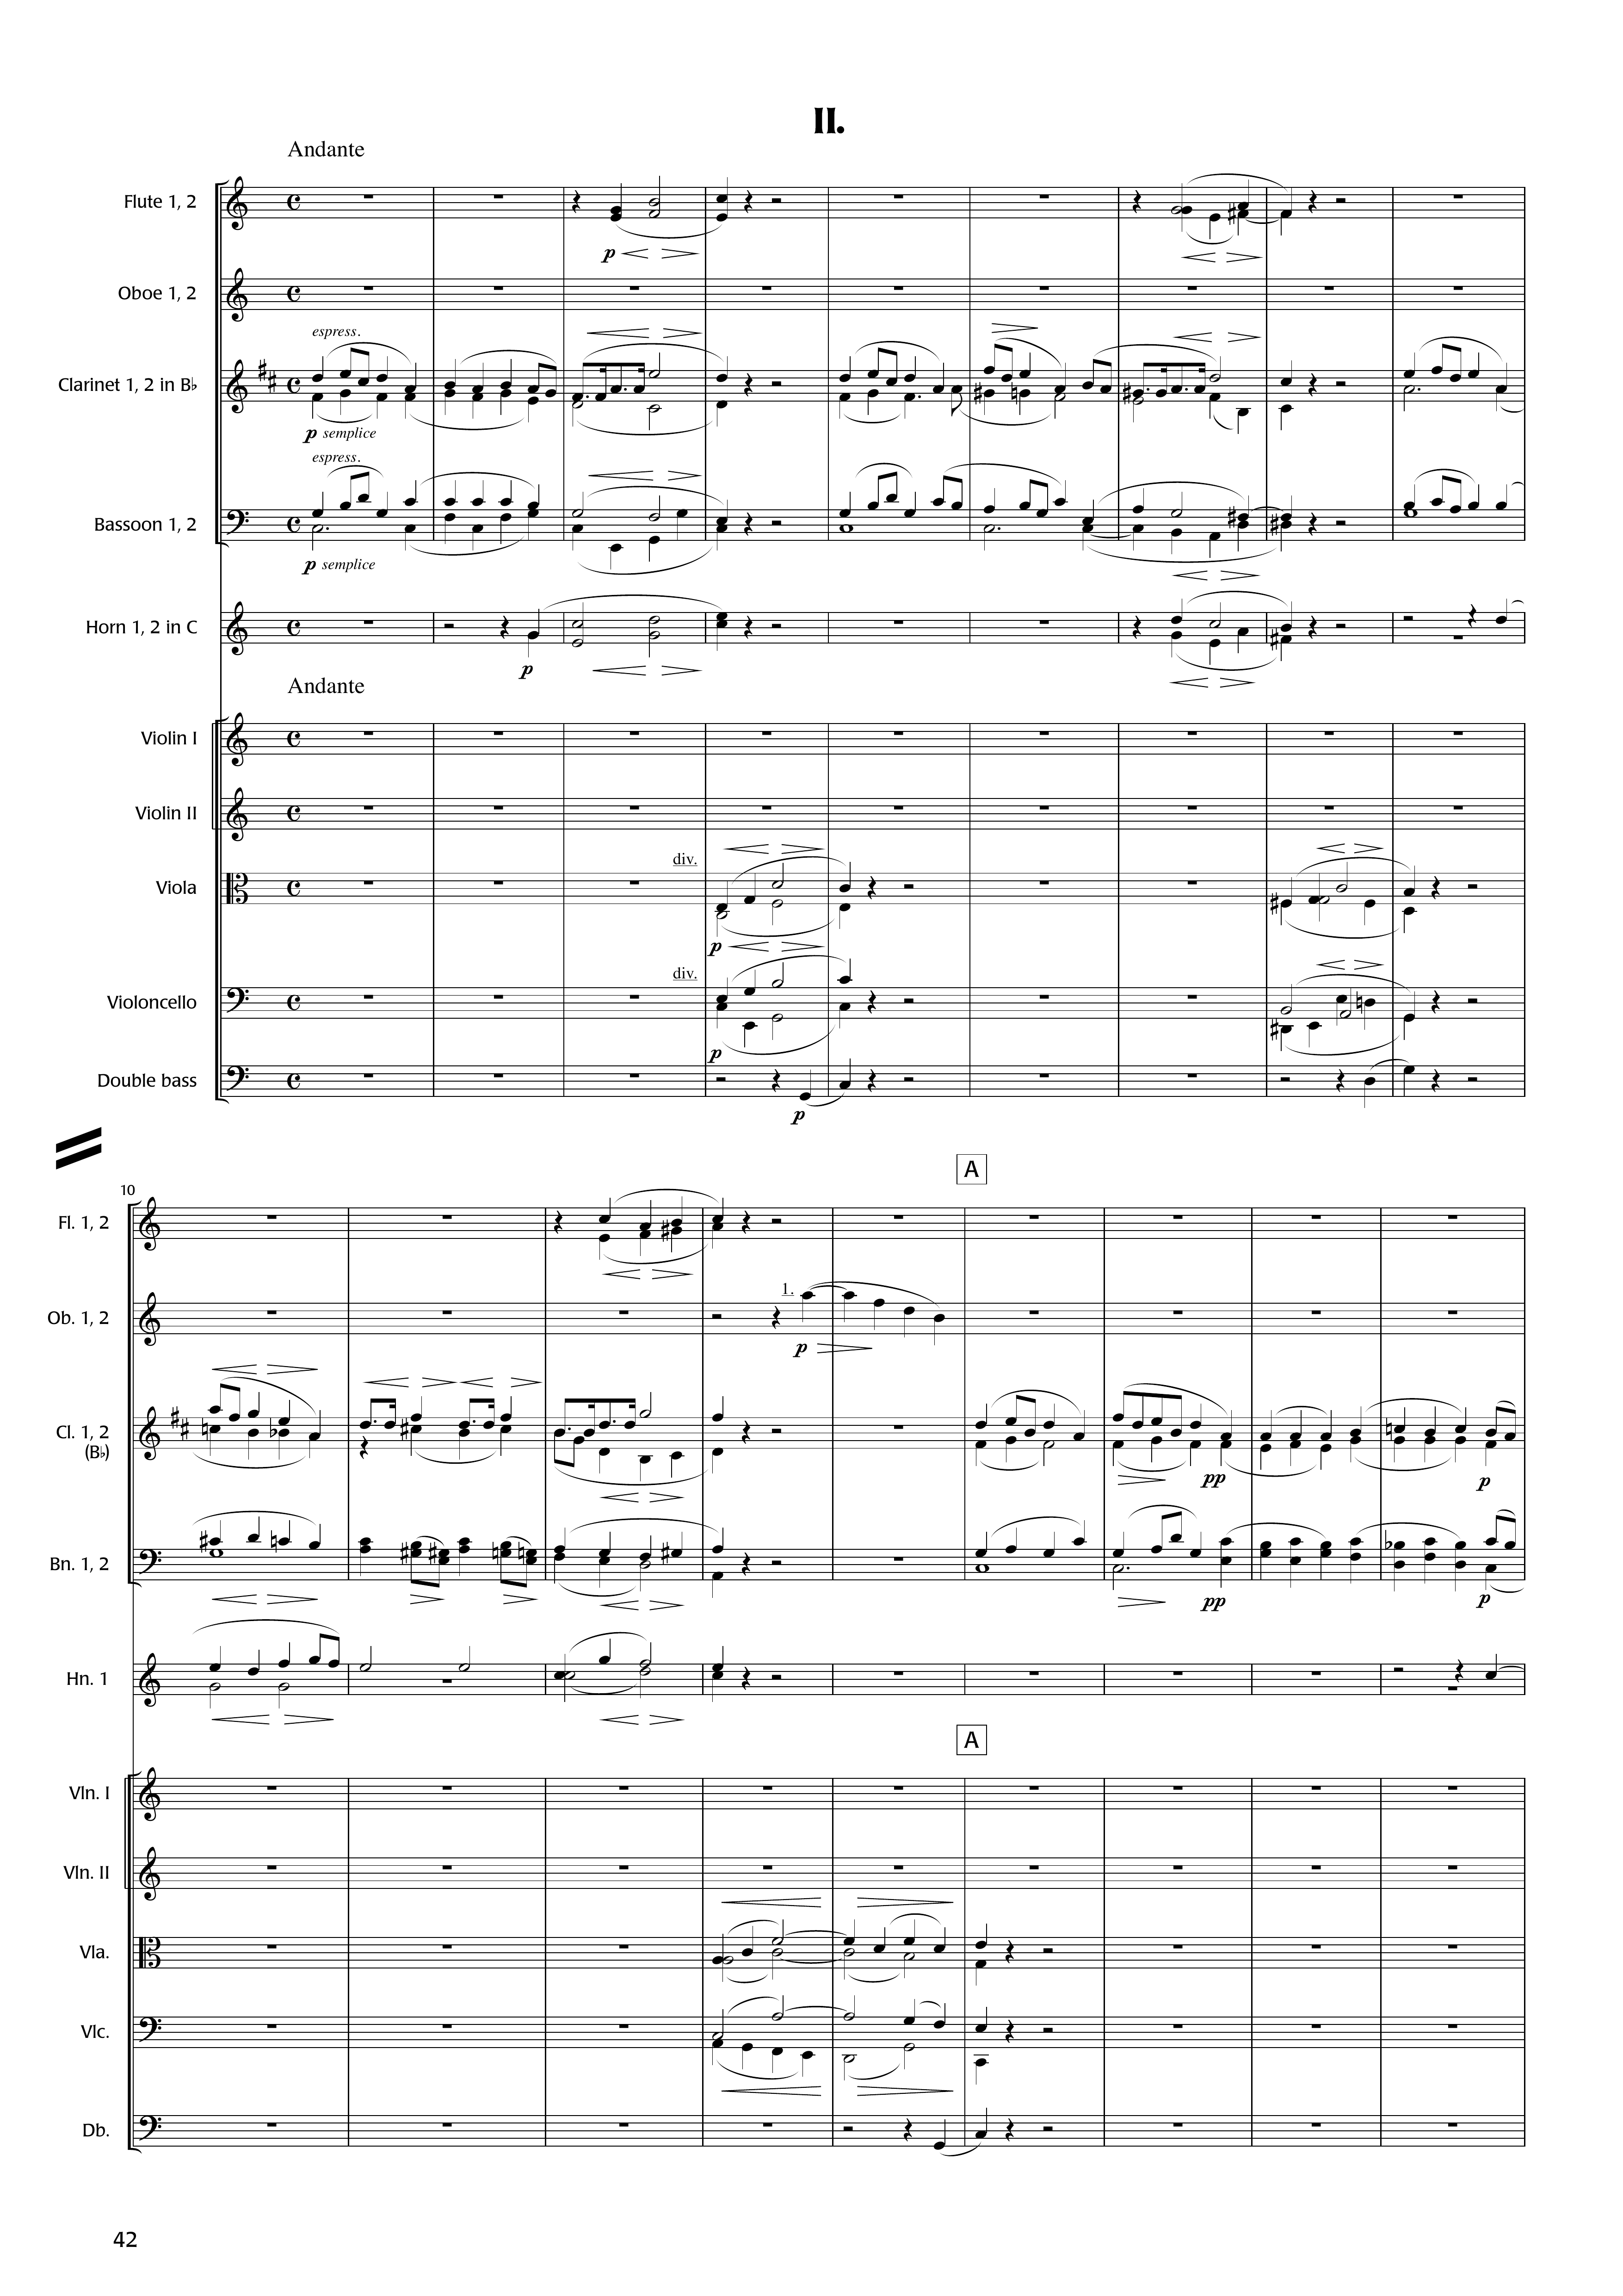 II.
Andante
Flute 1, 2
p
Oboe 1, 2
espress.
Clarinet 1, 2 in B♭
p semplice
espress.
Bassoon 1, 2
p semplice
Horn 1, 2 in C
p
Andante
Violin I
Violin II
div.
Viola
p
div.
Violoncello
p
Double bass
p
A
10
Fl. 1, 2
1.
Ob. 1, 2
p
Cl. 1, 2
(B♭)
pp
p
Bn. 1, 2
pp
p
Hn. 1
A
Vln. I
Vln. II
Vla.
Vlc.
Db.
42